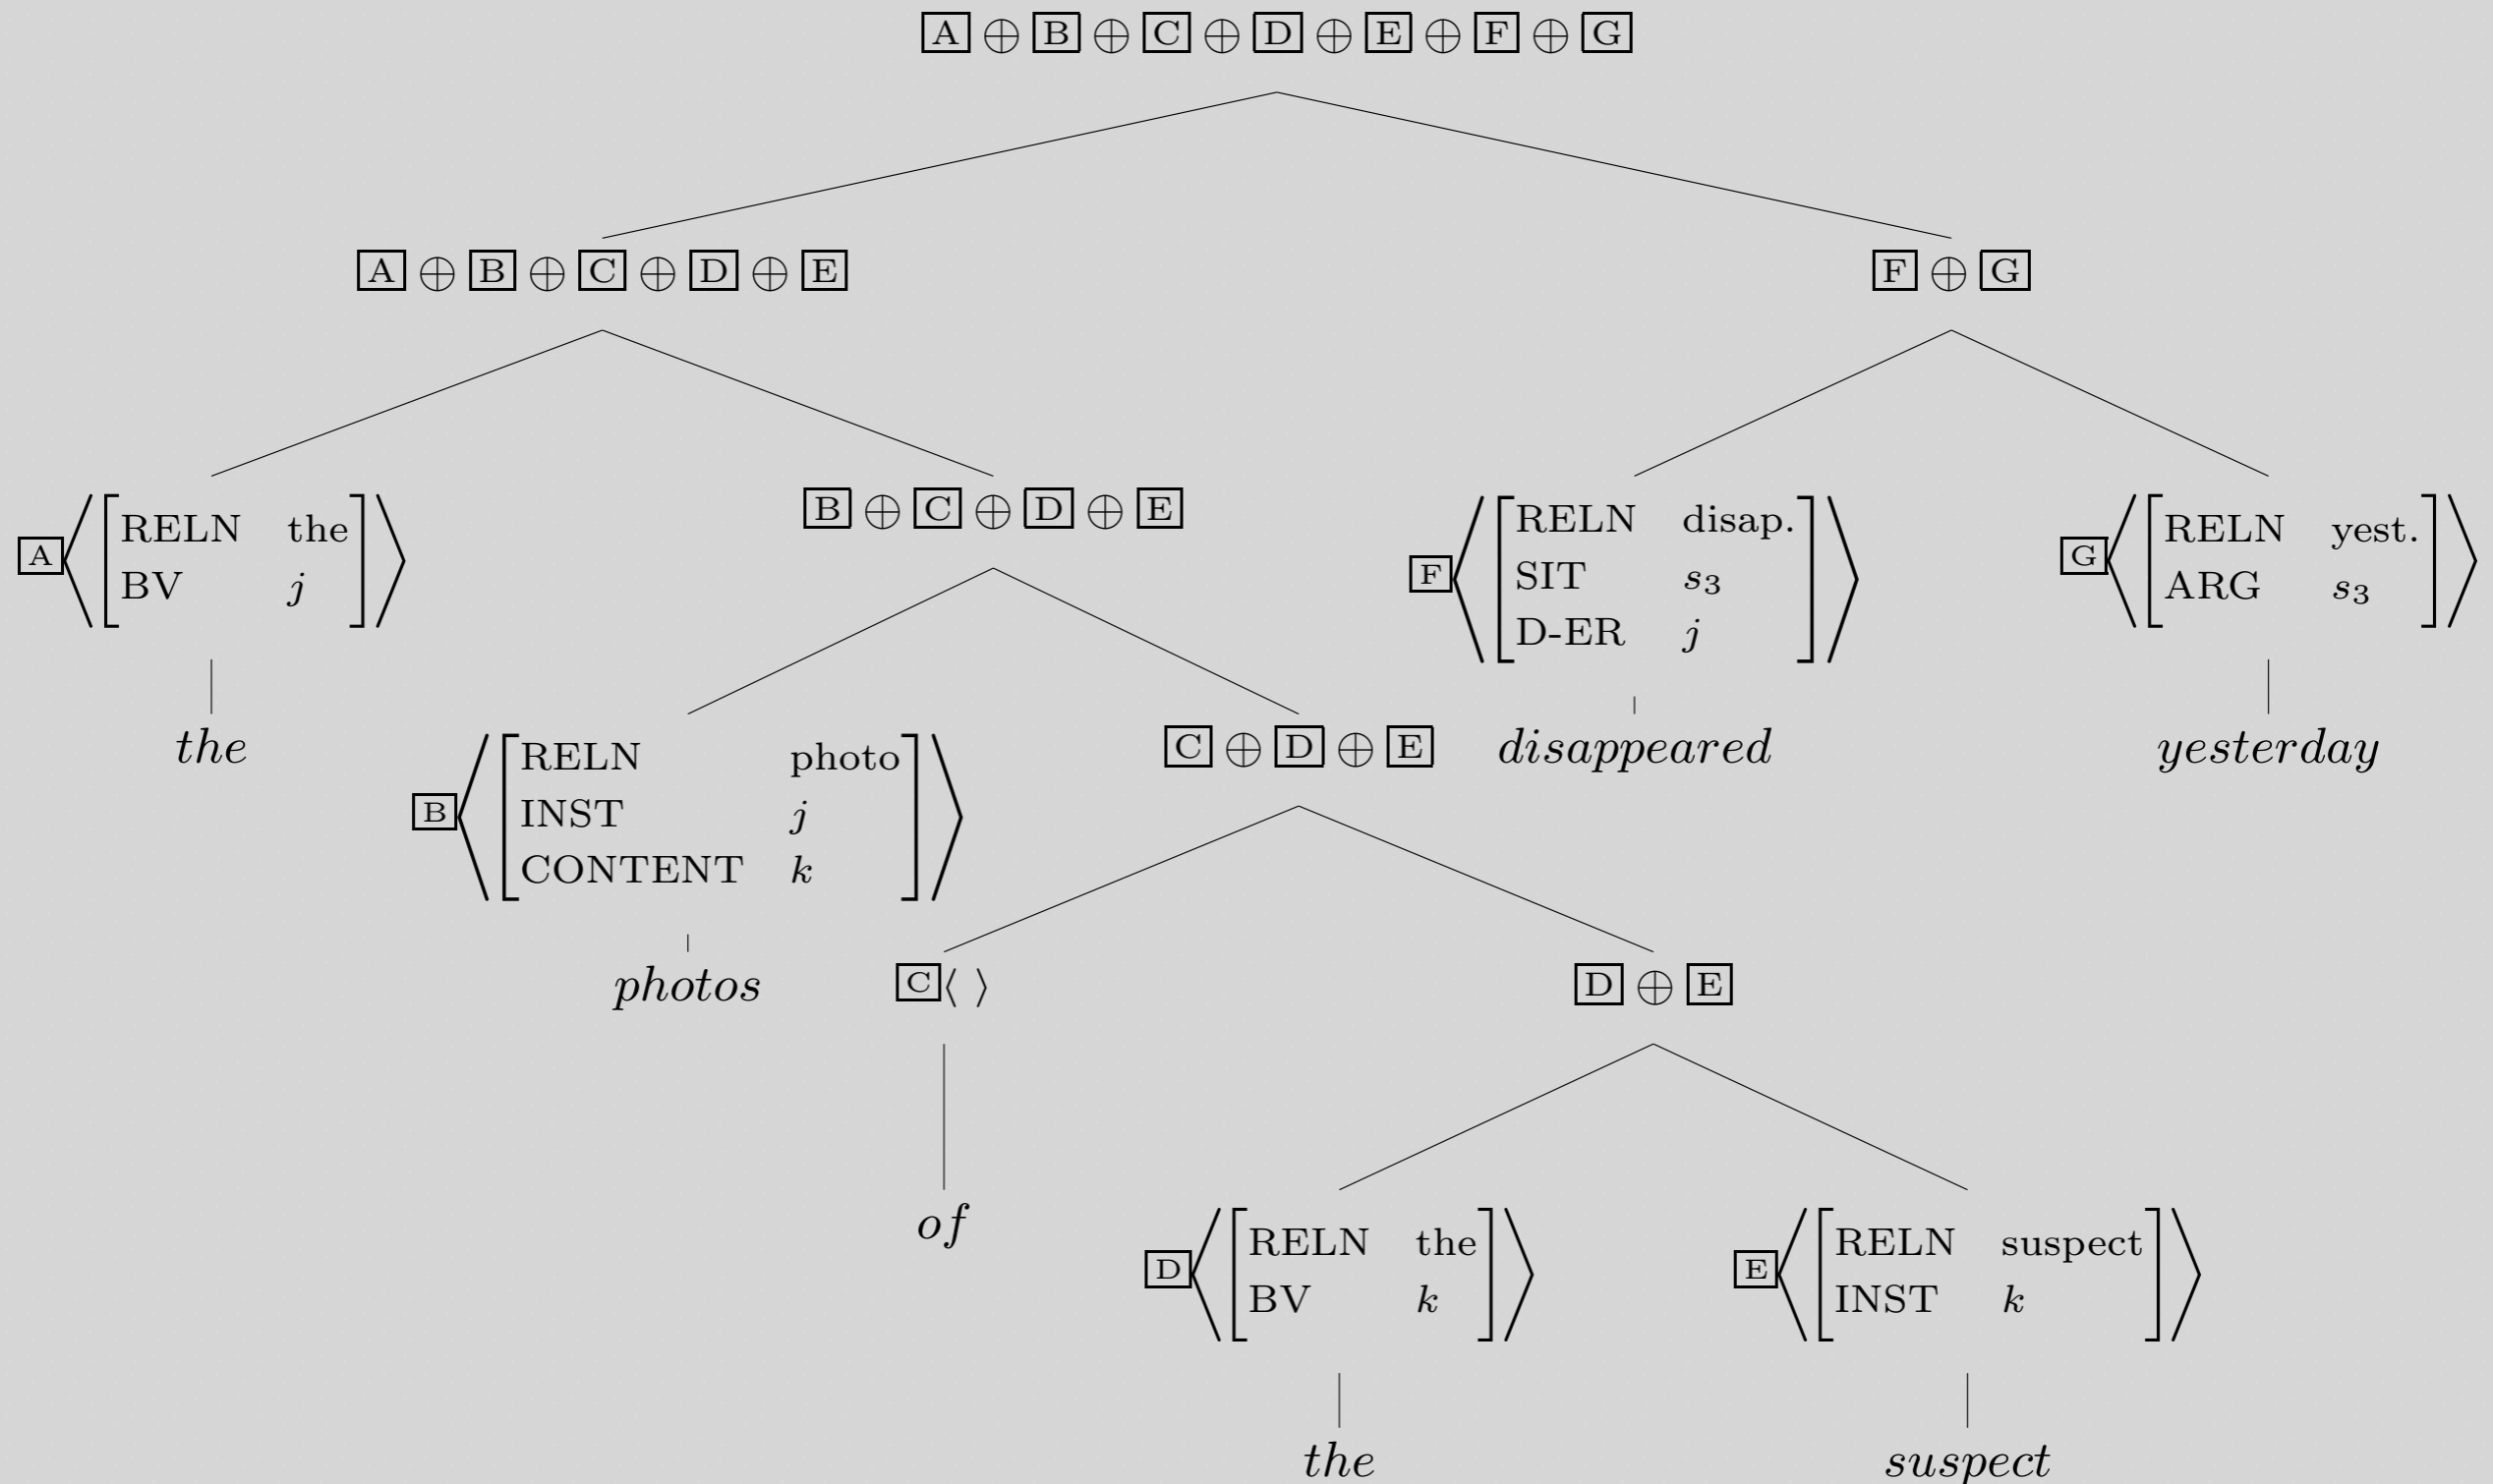 A ⊕ B ⊕ C ⊕ D ⊕ E ⊕ F ⊕ G
A ⊕ B ⊕ C ⊕ D ⊕ E
F ⊕ G
A ⟨[RELN the
BV j]⟩
the
B ⊕ C ⊕ D ⊕ E
F ⟨[RELN disap.
SIT s₃
D-ER j]⟩
disappeared
G ⟨[RELN yest.
ARG s₃]⟩
yesterday
B ⟨[RELN photo
INST j
CONTENT k]⟩
photos
C ⊕ D ⊕ E
C ⟨ ⟩
of
D ⊕ E
D ⟨[RELN the
BV k]⟩
the
E ⟨[RELN suspect
INST k]⟩
suspect